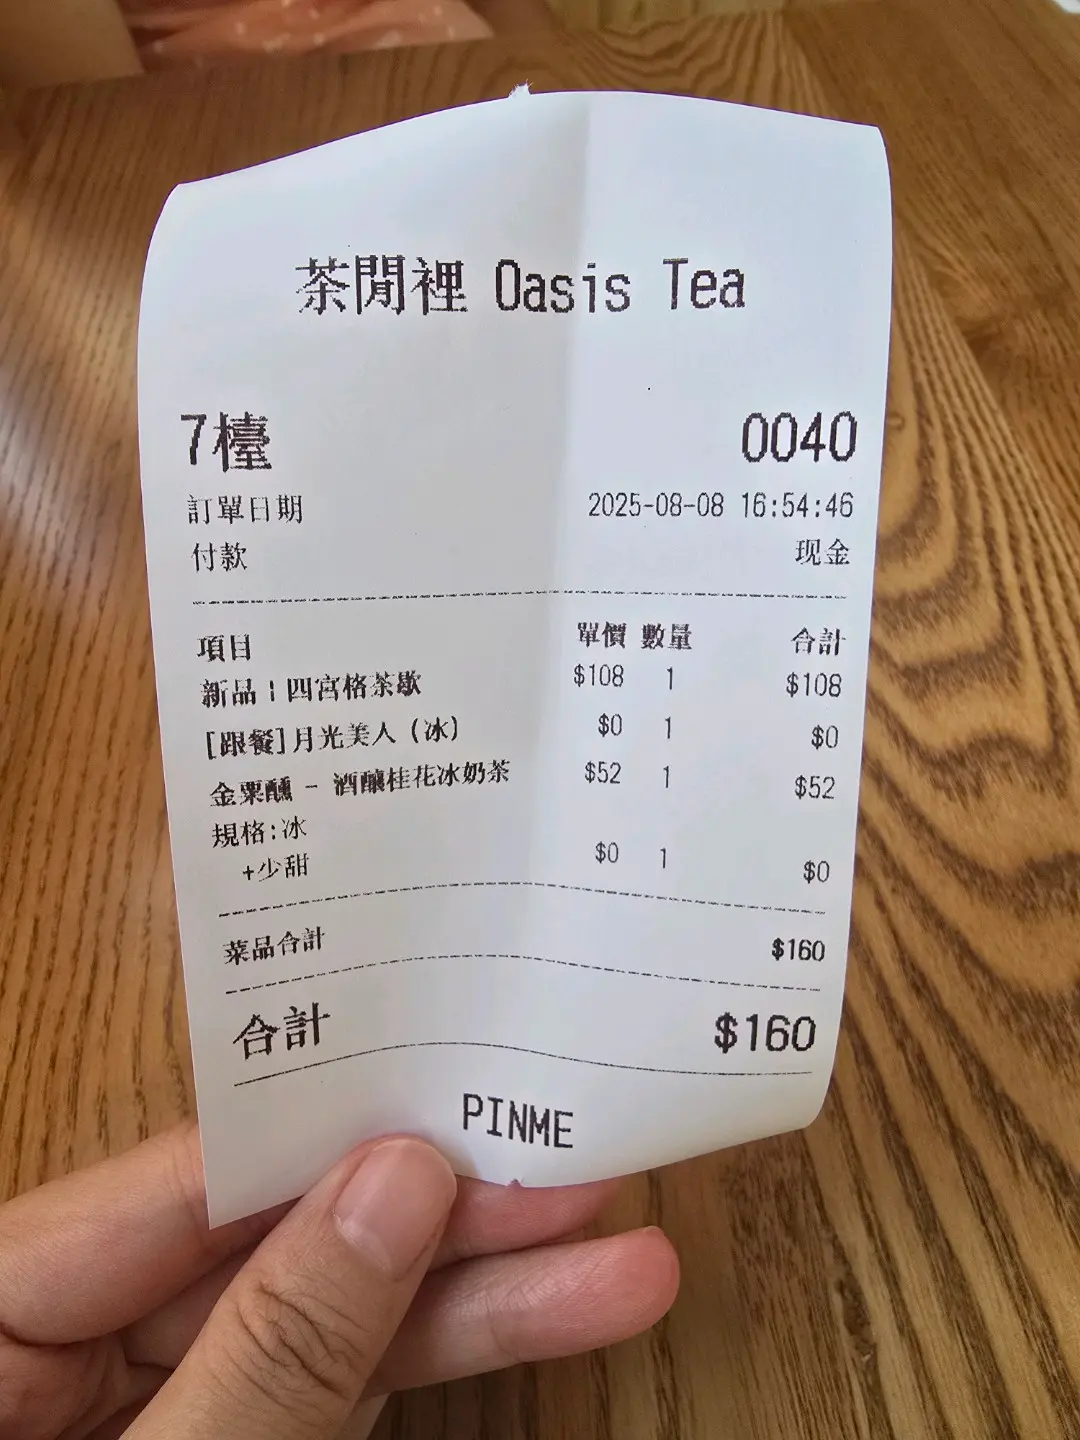 茶閒裡 Oasis Tea
7檯 0040
訂單日期 2025-08-08 16:54:46
付款 现金
項目 單價 數量 合計
新品｜四宮格茶歇 $108 1 $108
[跟餐]月光美人（冰） $0 1 $0
金粟醺 - 酒釀桂花冰奶茶 $52 1 $52
規格:冰
+少甜 $0 1 $0
菜品合計 $160
合計 $160
PINME